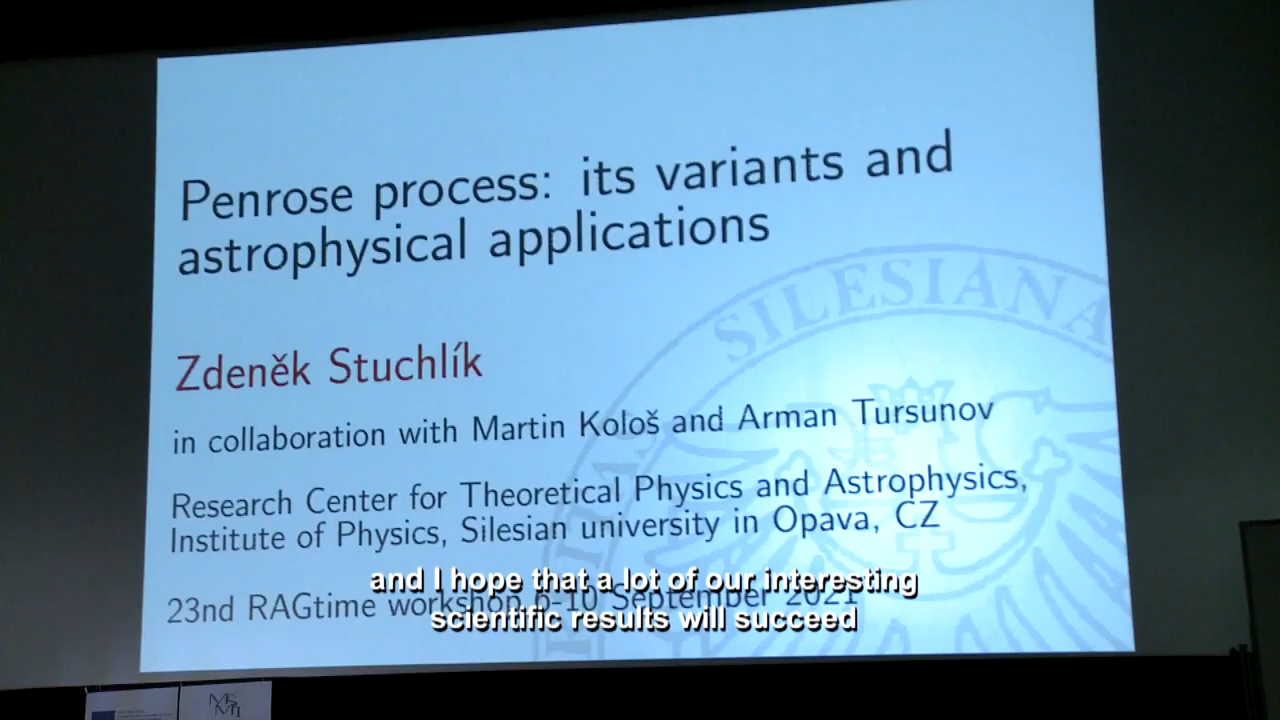 Penrose process: its variants and
astrophysical applications
SILESIANA
Zdeněk Stuchlík
in collaboration with Martin Kološ and Arman Tursunov
Research Center for Theoretical Physics and Astrophysics,
Institute of Physics, Silesian university in Opava, CZ
23nd RAGtime workshop 6-10 September 2021
and I hope that a lot of our interesting
scientific results will succeed